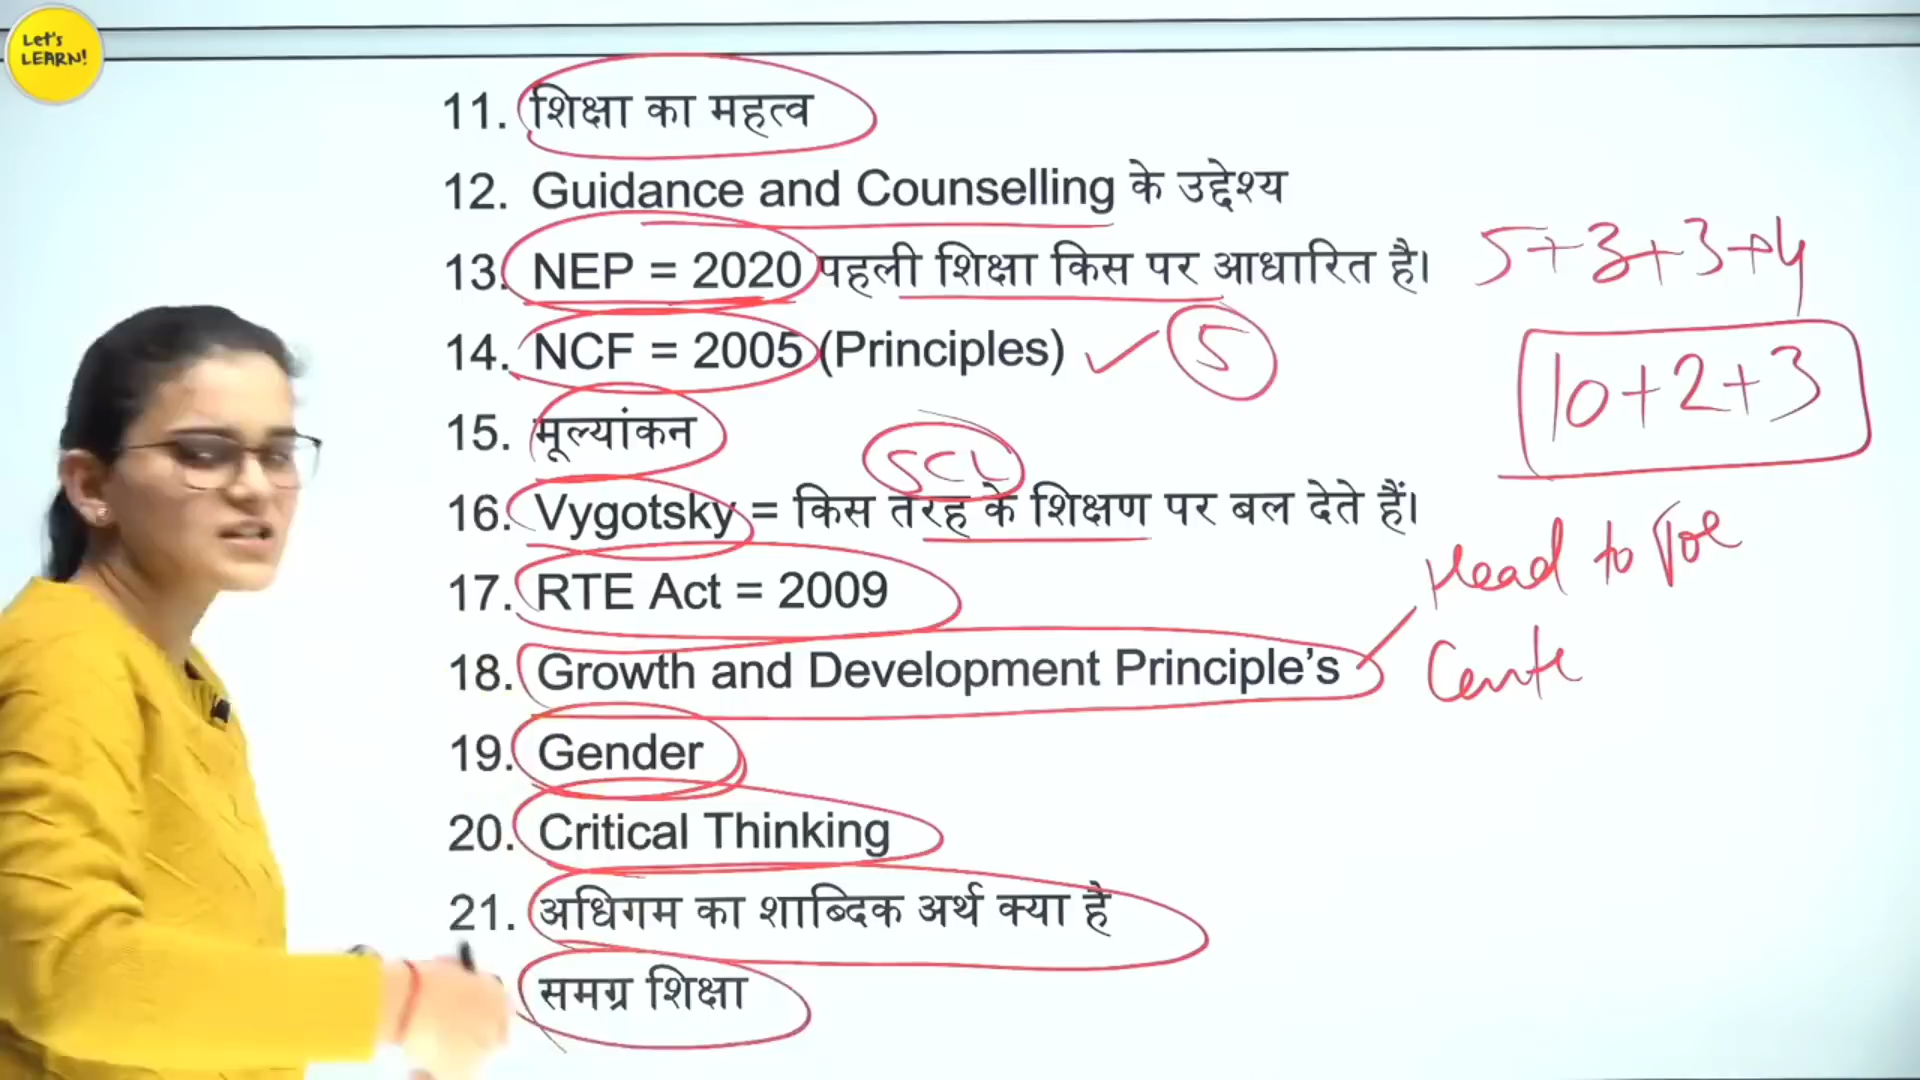 Let's
LEARN!
11. शिक्षा का महत्व
12. Guidance and Counselling के उद्देश्य
13. NEP = 2020 पहली शिक्षा किस पर आधारित है।
5+3+3+4
14. NCF = 2005 (Principles)
5
10+2+3
15. मूल्यांकन
SCL
16. Vygotsky = किस तरह के शिक्षण पर बल देते हैं।
Head to Toe
17. RTE Act = 2009
18. Growth and Development Principle's
19. Gender
20. Critical Thinking
21. अधिगम का शाब्दिक अर्थ क्या है
समग्र शिक्षा